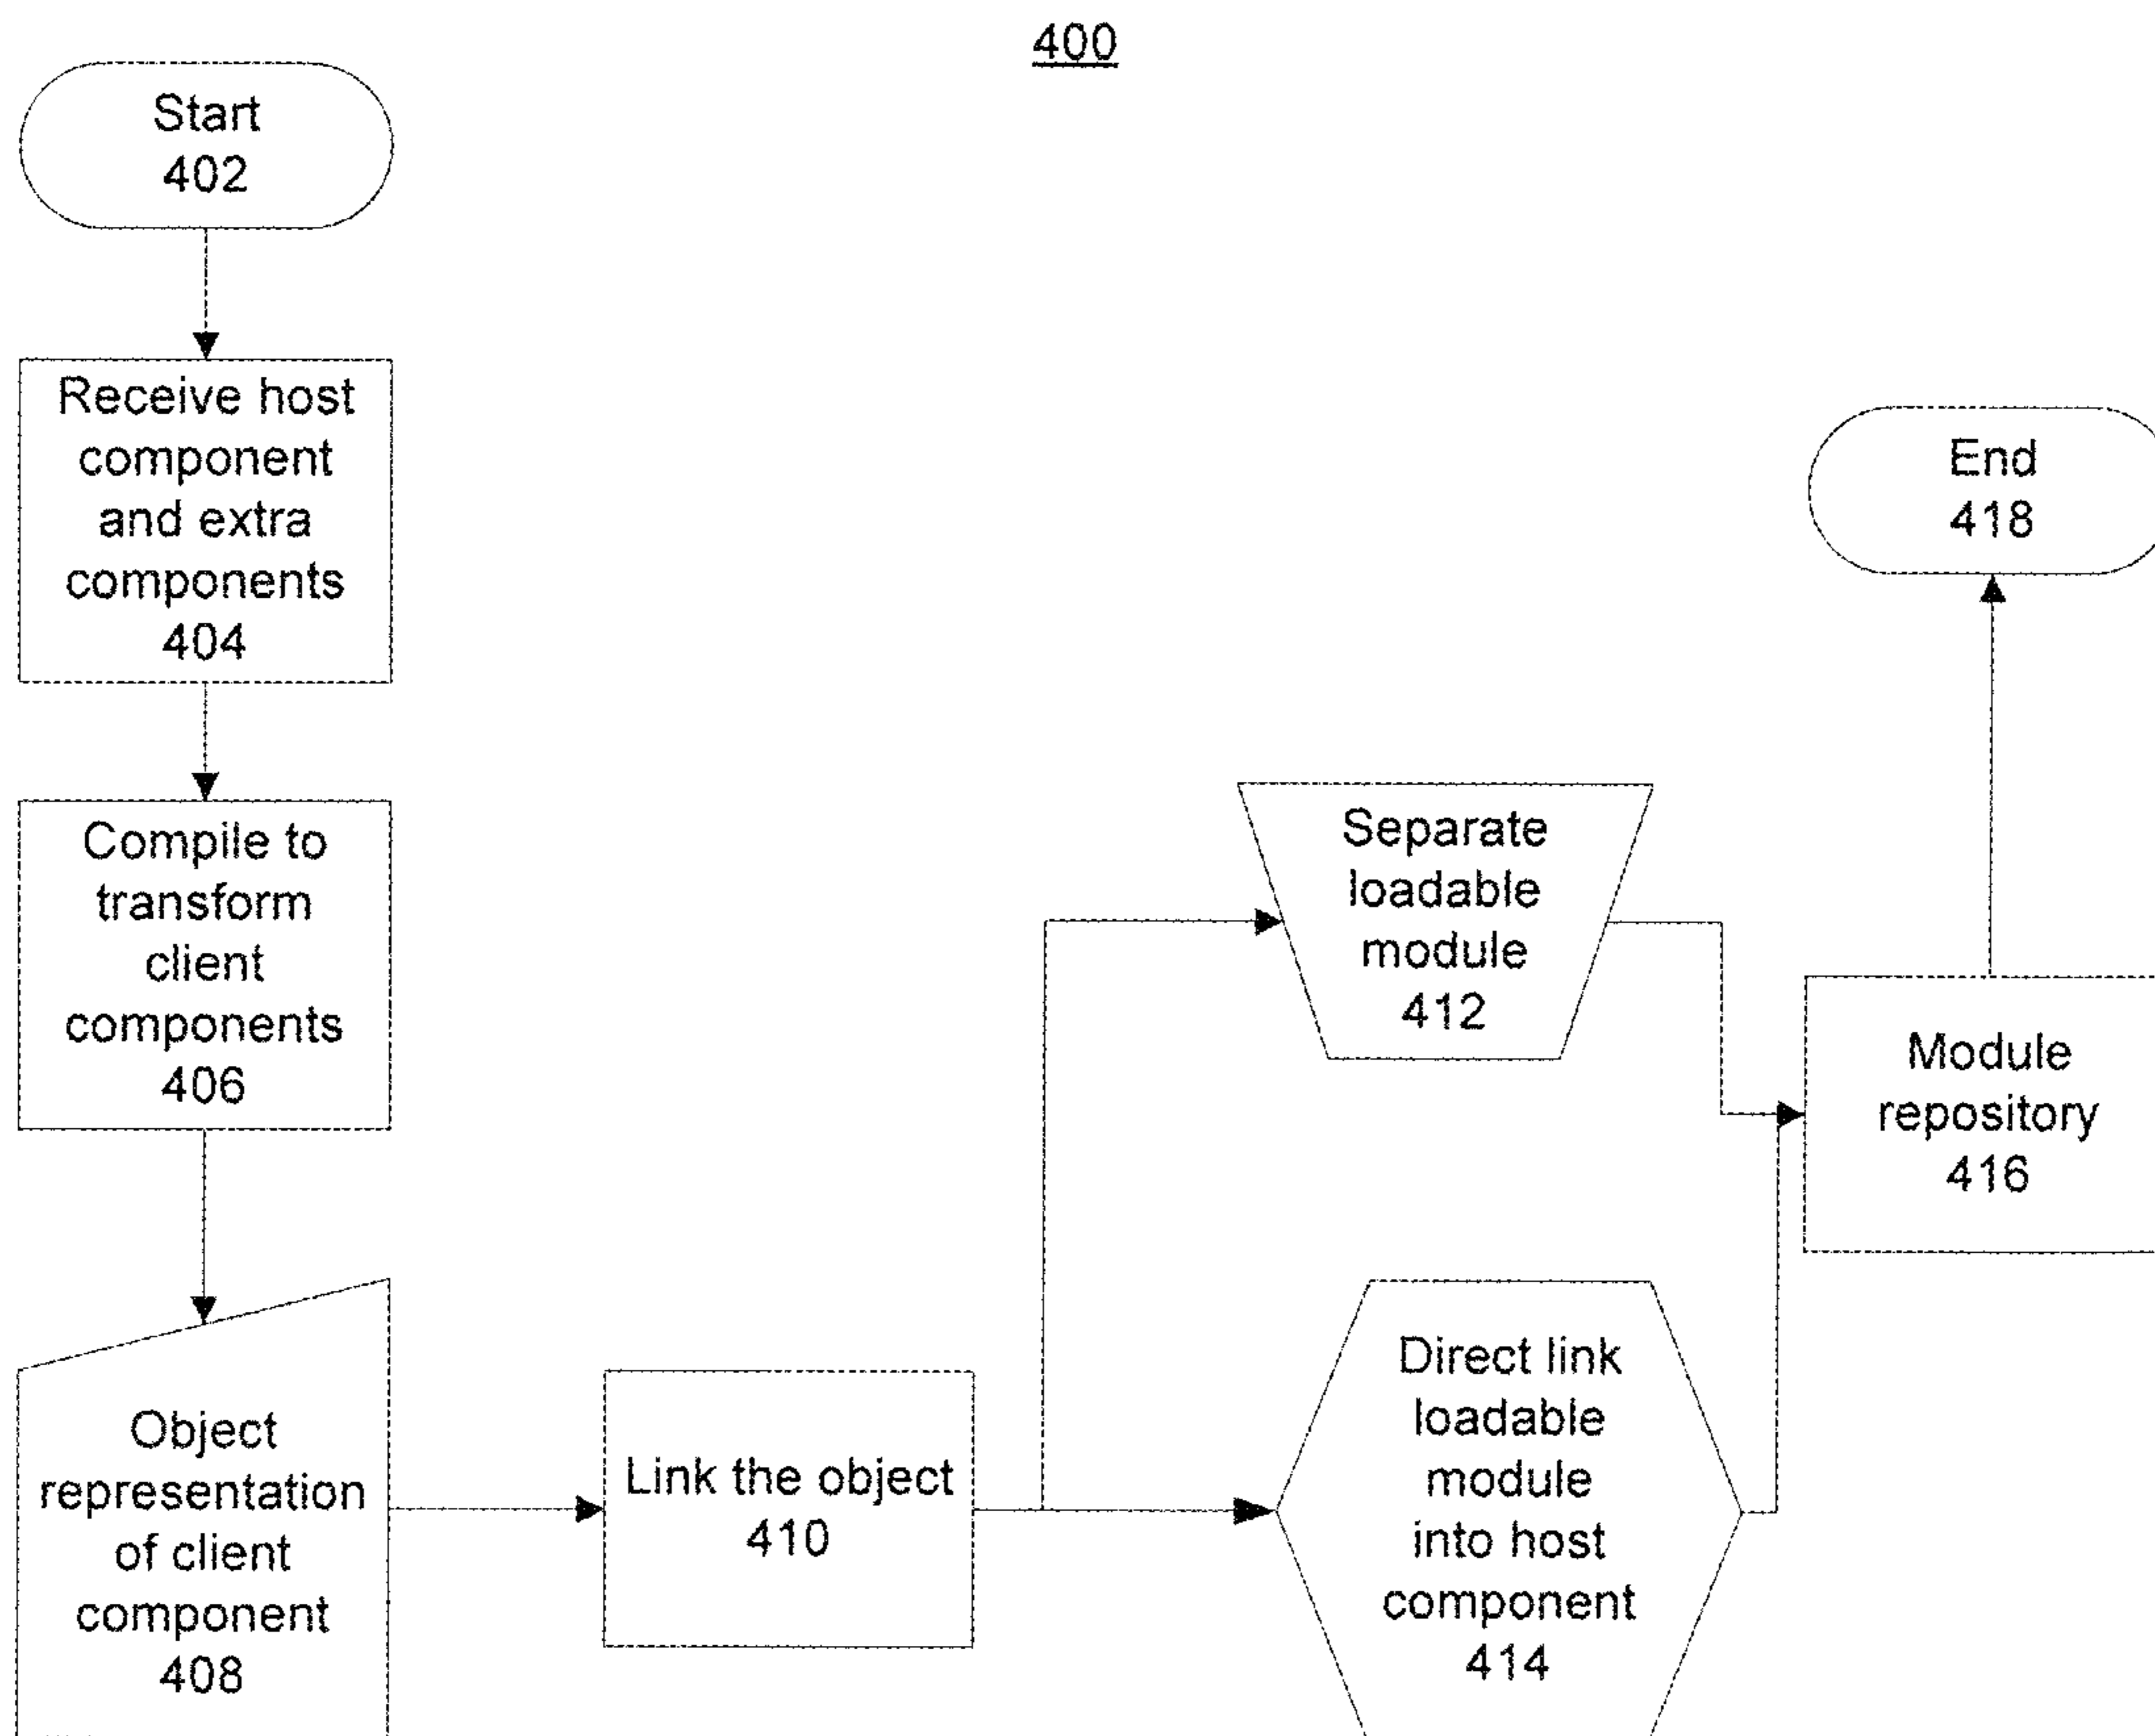 400
Start
402
Receive host
component
and extra
components
404
Compile to
transform
client
components
406
Object
representation
of client
component
408
Link the object
410
Separate
loadable
module
412
Direct link
loadable
module
into host
component
414
Module
repository
416
End
418